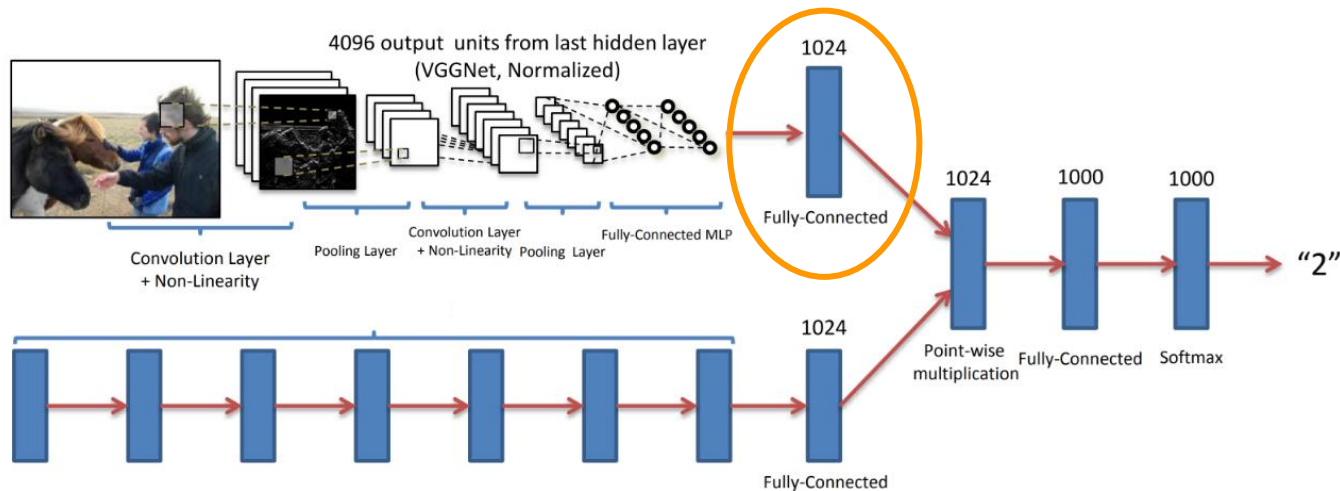 4096 output units from last hidden layer
(VGGNet, Normalized)
1024
Fully-Connected
Convolution Layer
+ Non-Linearity
Pooling Layer
Convolution Layer
+ Non-Linearity
Pooling Layer
Fully-Connected MLP
1024
Point-wise
multiplication
1000
Fully-Connected
1000
Softmax
“2”
1024
Fully-Connected